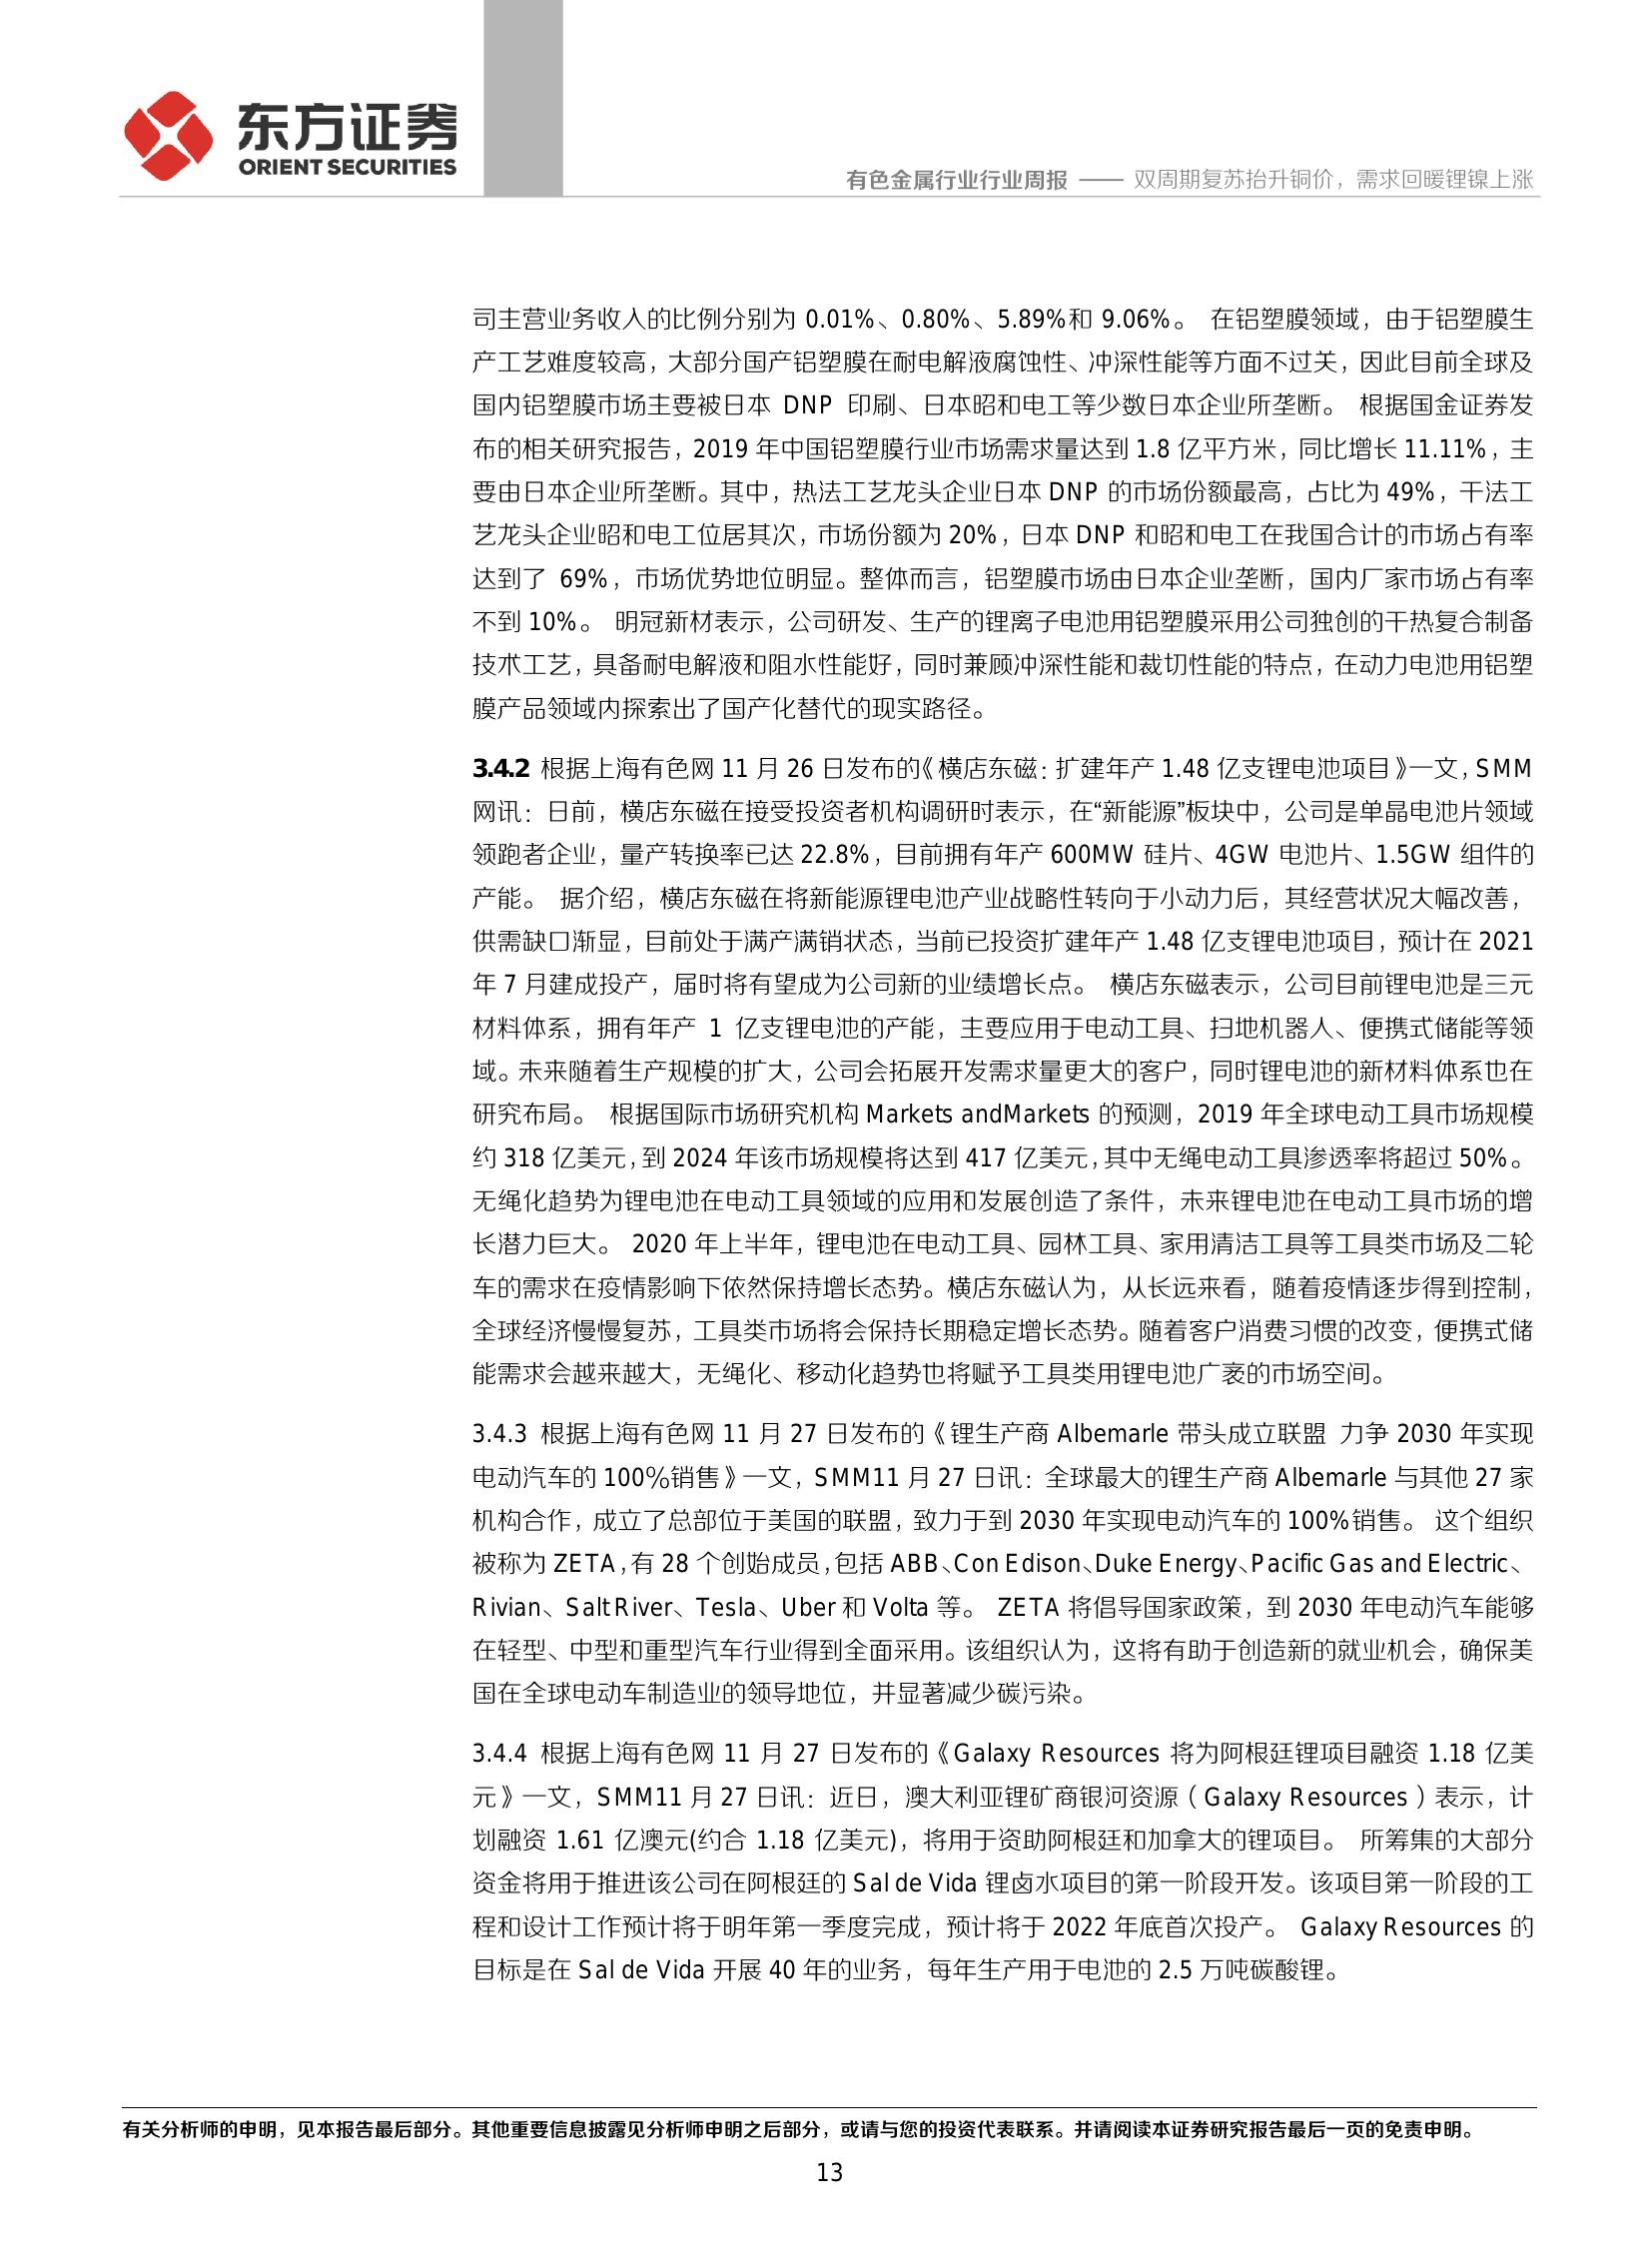 东方证券
ORIENT SECURITIES
有色金属行业行业周报 —— 双周期复苏抬升铜价，需求回暖锂镍上涨
司主营业务收入的比例分别为 0.01%、0.80%、5.89%和 9.06%。 在铝塑膜领域，由于铝塑膜生
产工艺难度较高，大部分国产铝塑膜在耐电解液腐蚀性、冲深性能等方面不过关，因此目前全球及
国内铝塑膜市场主要被日本 DNP 印刷、日本昭和电工等少数日本企业所垄断。 根据国金证券发
布的相关研究报告，2019 年中国铝塑膜行业市场需求量达到 1.8 亿平方米，同比增长 11.11%，主
要由日本企业所垄断。其中，热法工艺龙头企业日本 DNP 的市场份额最高，占比为 49%，干法工
艺龙头企业昭和电工位居其次，市场份额为 20%，日本 DNP 和昭和电工在我国合计的市场占有率
达到了 69%，市场优势地位明显。整体而言，铝塑膜市场由日本企业垄断，国内厂家市场占有率
不到 10%。 明冠新材表示，公司研发、生产的锂离子电池用铝塑膜采用公司独创的干热复合制备
技术工艺，具备耐电解液和阻水性能好，同时兼顾冲深性能和裁切性能的特点，在动力电池用铝塑
膜产品领域内探索出了国产化替代的现实路径。
3.4.2 根据上海有色网 11 月 26 日发布的《横店东磁：扩建年产 1.48 亿支锂电池项目》一文，SMM
网讯：日前，横店东磁在接受投资者机构调研时表示，在“新能源”板块中，公司是单晶电池片领域
领跑者企业，量产转换率已达 22.8%，目前拥有年产 600MW 硅片、4GW 电池片、1.5GW 组件的
产能。 据介绍，横店东磁在将新能源锂电池产业战略性转向于小动力后，其经营状况大幅改善，
供需缺口渐显，目前处于满产满销状态，当前已投资扩建年产 1.48 亿支锂电池项目，预计在 2021
年 7 月建成投产，届时将有望成为公司新的业绩增长点。 横店东磁表示，公司目前锂电池是三元
材料体系，拥有年产 1 亿支锂电池的产能，主要应用于电动工具、扫地机器人、便携式储能等领
域。未来随着生产规模的扩大，公司会拓展开发需求量更大的客户，同时锂电池的新材料体系也在
研究布局。 根据国际市场研究机构 Markets andMarkets 的预测，2019 年全球电动工具市场规模
约 318 亿美元，到 2024 年该市场规模将达到 417 亿美元，其中无绳电动工具渗透率将超过 50%。
无绳化趋势为锂电池在电动工具领域的应用和发展创造了条件，未来锂电池在电动工具市场的增
长潜力巨大。 2020 年上半年，锂电池在电动工具、园林工具、家用清洁工具等工具类市场及二轮
车的需求在疫情影响下依然保持增长态势。横店东磁认为，从长远来看，随着疫情逐步得到控制，
全球经济慢慢复苏，工具类市场将会保持长期稳定增长态势。随着客户消费习惯的改变，便携式储
能需求会越来越大，无绳化、移动化趋势也将赋予工具类用锂电池广袤的市场空间。
3.4.3 根据上海有色网 11 月 27 日发布的《锂生产商 Albemarle 带头成立联盟 力争 2030 年实现
电动汽车的 100％销售》一文，SMM11 月 27 日讯：全球最大的锂生产商 Albemarle 与其他 27 家
机构合作，成立了总部位于美国的联盟，致力于到 2030 年实现电动汽车的 100%销售。 这个组织
被称为 ZETA，有 28 个创始成员，包括 ABB、Con Edison、Duke Energy、Pacific Gas and Electric、
Rivian、Salt River、Tesla、Uber 和 Volta 等。 ZETA 将倡导国家政策，到 2030 年电动汽车能够
在轻型、中型和重型汽车行业得到全面采用。该组织认为，这将有助于创造新的就业机会，确保美
国在全球电动车制造业的领导地位，并显著减少碳污染。
3.4.4 根据上海有色网 11 月 27 日发布的《Galaxy Resources 将为阿根廷锂项目融资 1.18 亿美
元》一文，SMM11 月 27 日讯：近日，澳大利亚锂矿商银河资源（Galaxy Resources）表示，计
划融资 1.61 亿澳元(约合 1.18 亿美元)，将用于资助阿根廷和加拿大的锂项目。 所筹集的大部分
资金将用于推进该公司在阿根廷的 Sal de Vida 锂卤水项目的第一阶段开发。该项目第一阶段的工
程和设计工作预计将于明年第一季度完成，预计将于 2022 年底首次投产。 Galaxy Resources 的
目标是在 Sal de Vida 开展 40 年的业务，每年生产用于电池的 2.5 万吨碳酸锂。
有关分析师的申明，见本报告最后部分。其他重要信息披露见分析师申明之后部分，或请与您的投资代表联系。并请阅读本证券研究报告最后一页的免责申明。
13